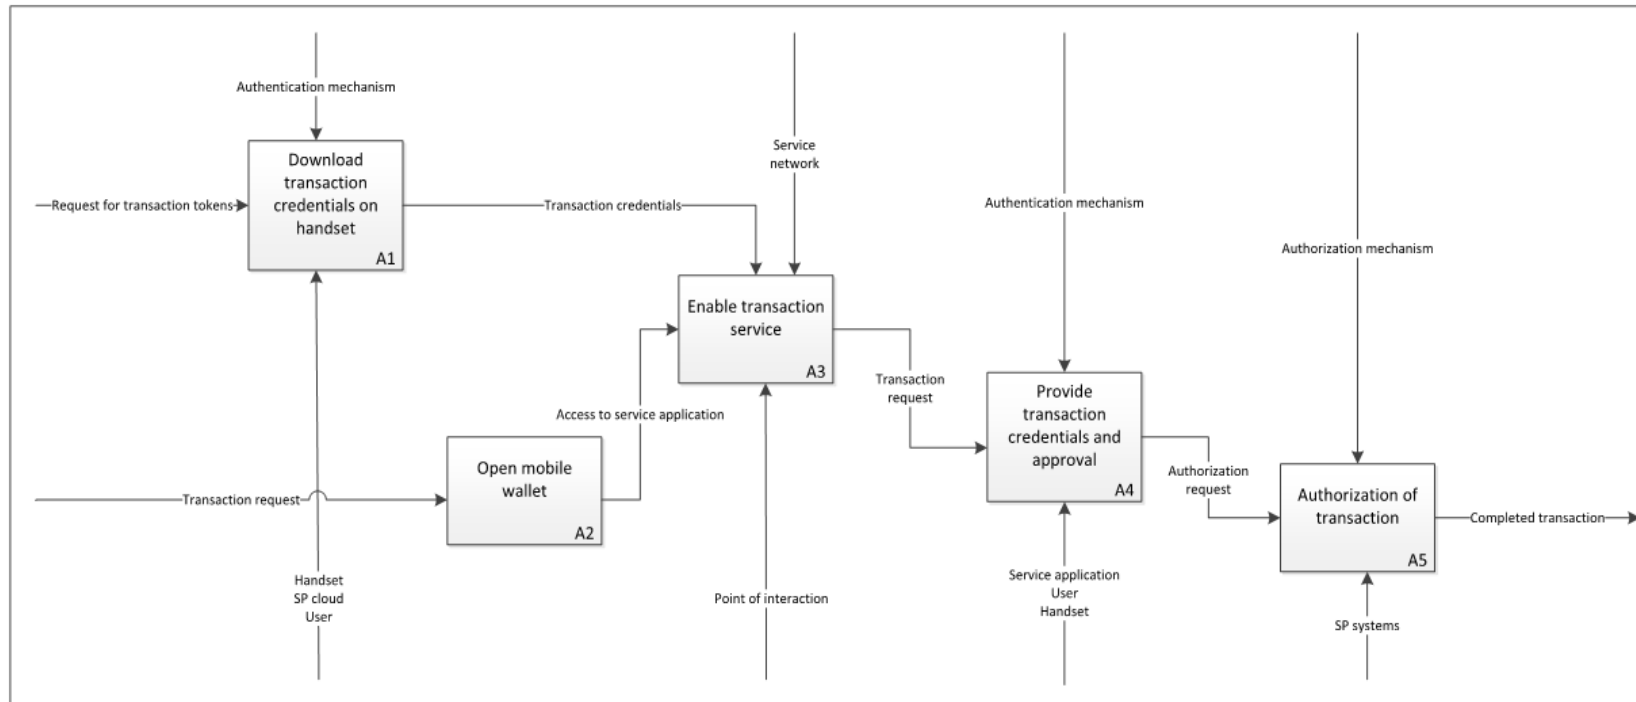 Authentication mechanism
Download
transaction
credentials on
handset
A1
Request for transaction tokens
Transaction credentials
Service
network
Authentication mechanism
Authorization mechanism
Enable transaction
service
A3
Access to service application
Transaction
request
Provide
transaction
credentials and
approval
A4
Open mobile
wallet
A2
Transaction request
Authorization
request
Authorization of
transaction
A5
Completed transaction
Handset
SP cloud
User
Point of interaction
Service application
User
Handset
SP systems